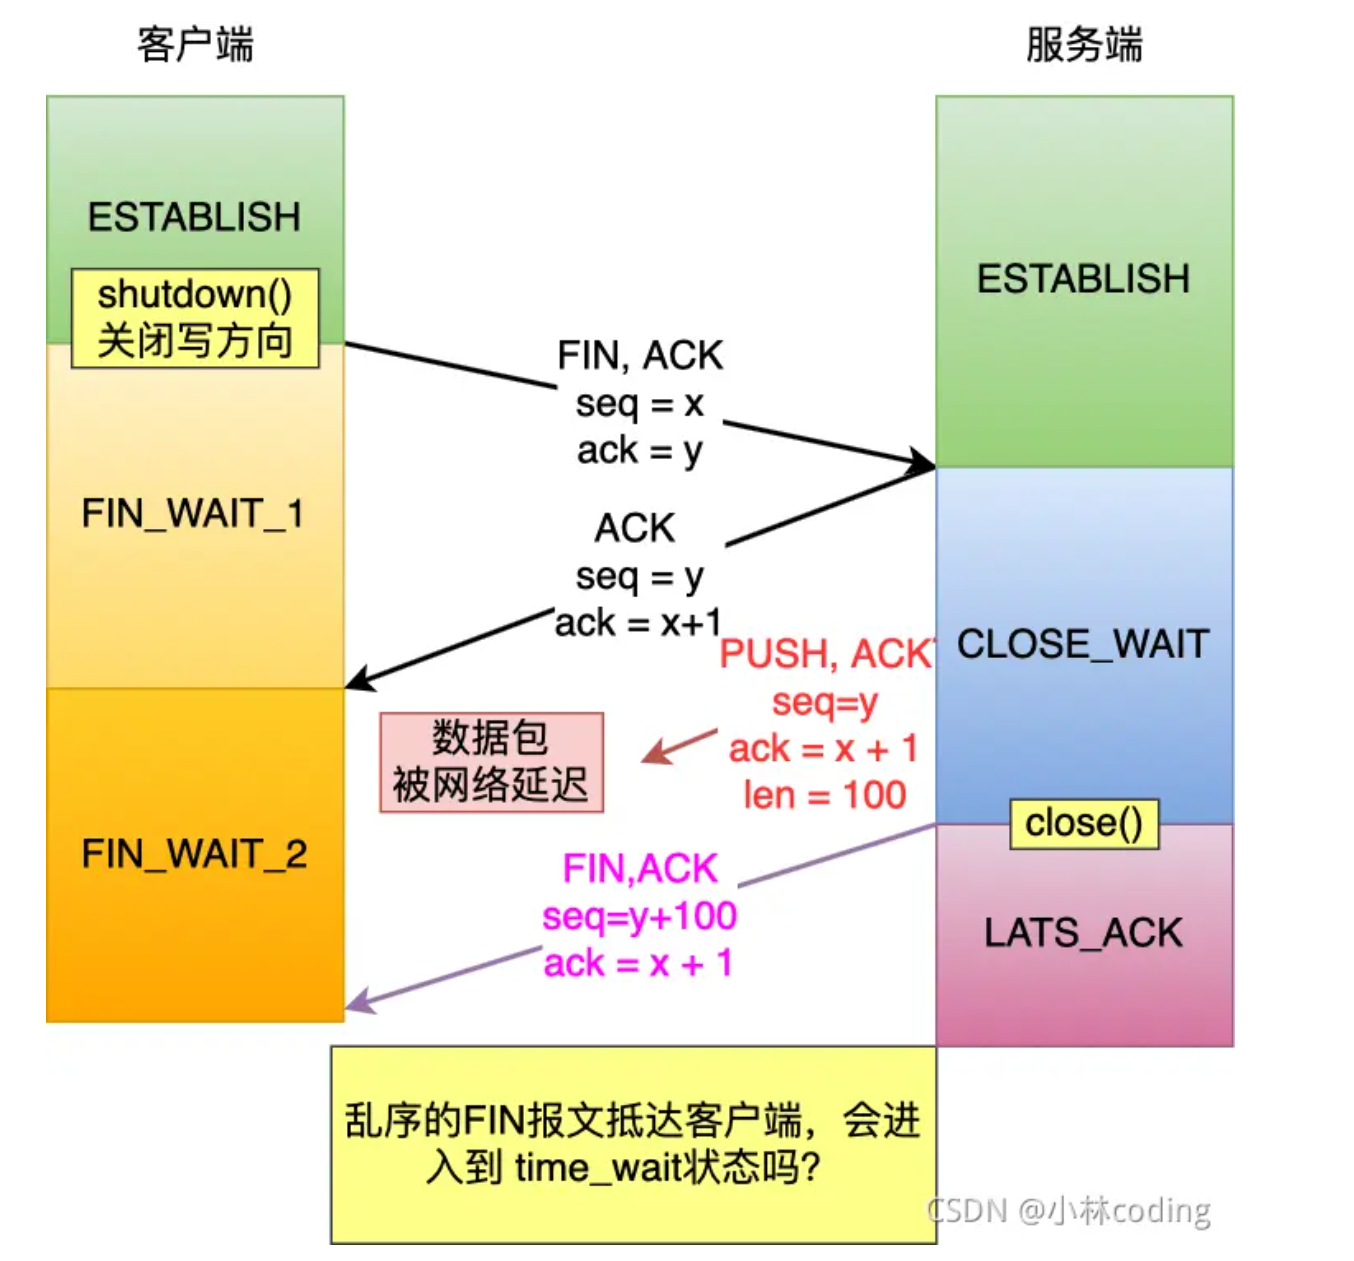 客户端
服务端
ESTABLISH
shutdown()
关闭写方向
ESTABLISH
FIN, ACK
seq = x
ack = y
FIN_WAIT_1
ACK
seq = y
ack = x+1
PUSH, ACK
seq=y
ack = x + 1
len = 100
CLOSE_WAIT
数据包
被网络延迟
close()
FIN_WAIT_2
FIN,ACK
seq=y+100
ack = x + 1
LATS_ACK
乱序的FIN报文抵达客户端，会进
入到 time_wait状态吗?
CSDN @小林coding